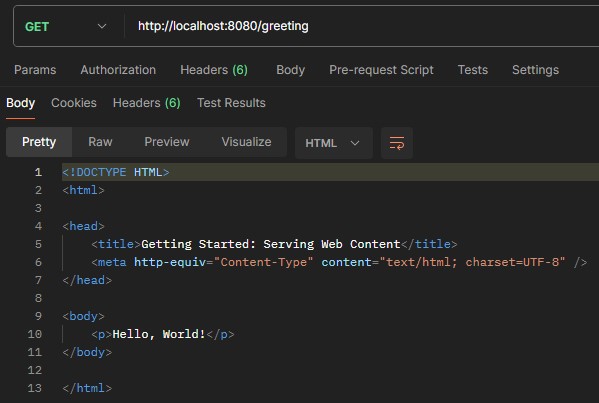 GET http://localhost:8080/greeting
Params Authorization Headers (6) Body Pre-request Script Tests Settings
Body Cookies Headers (6) Test Results
Pretty Raw Preview Visualize HTML
1 <!DOCTYPE HTML>
2 <html>
3
4 <head>
5     <title>Getting Started: Serving Web Content</title>
6     <meta http-equiv="Content-Type" content="text/html; charset=UTF-8" />
7 </head>
8
9 <body>
10     <p>Hello, World!</p>
11 </body>
12
13 </html>